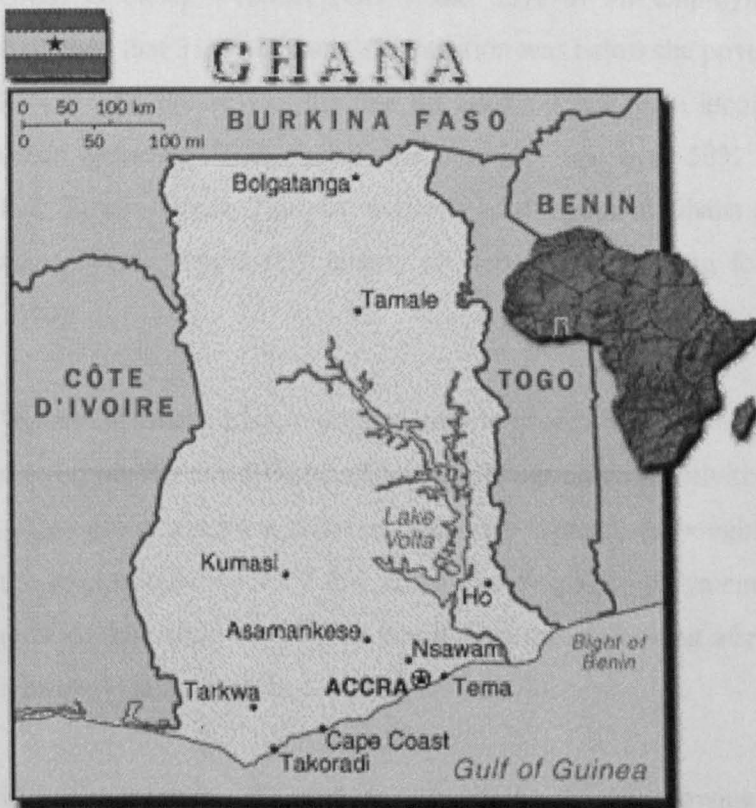 GHANA
0 50 100 km
0 50 100 mi
BURKINA FASO
Bolgatanga
BENIN
Tamale
CÔTE
D'IVOIRE
TOGO
Lake
Volta
Kumasi
Ho
Asamankese
Nsawam
Bight of
Benin
ACCRA
Tema
Tarkwa
Cape Coast
Takoradi
Gulf of Guinea